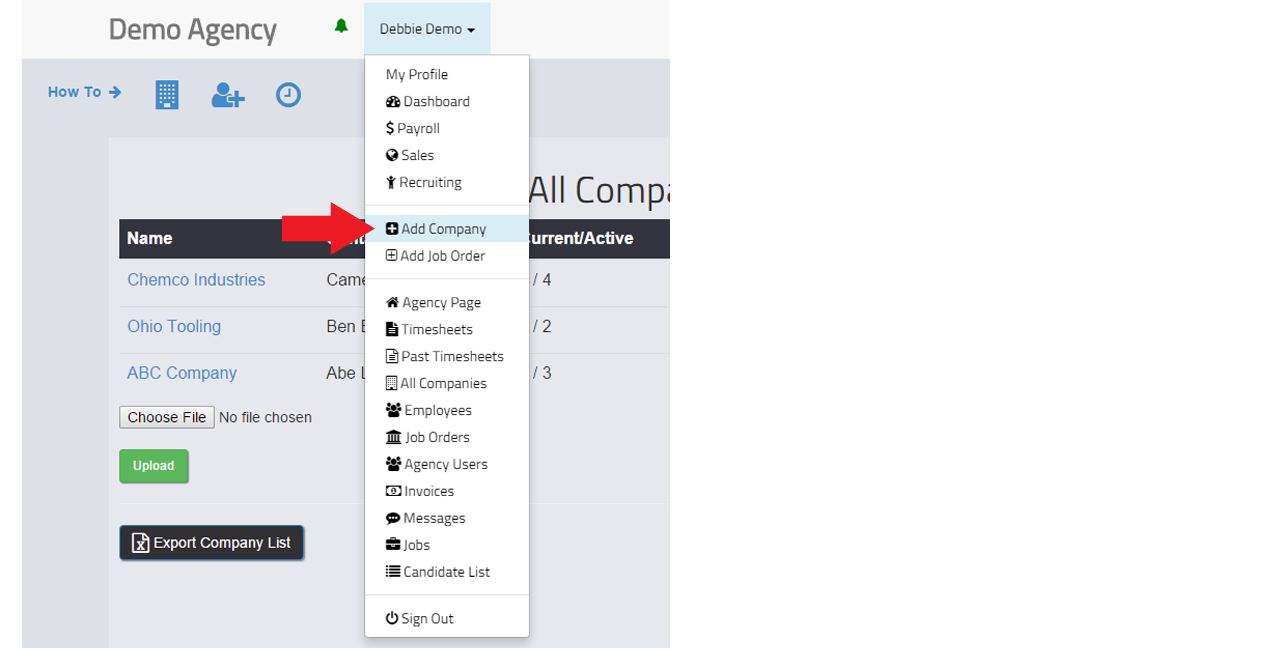 Demo Agency
Debbie Demo
How To
My Profile
Dashboard
$ Payroll
Sales
Recruiting
All Compa
Add Company
Add Job Order
Name
Current/Active
Chemco Industries Came / 4
Ohio Tooling Ben / 2
ABC Company Abe / 3
Agency Page
Timesheets
Past Timesheets
All Companies
Employees
Job Orders
Agency Users
Invoices
Messages
Jobs
Candidate List
Sign Out
Choose File No file chosen
Upload
Export Company List